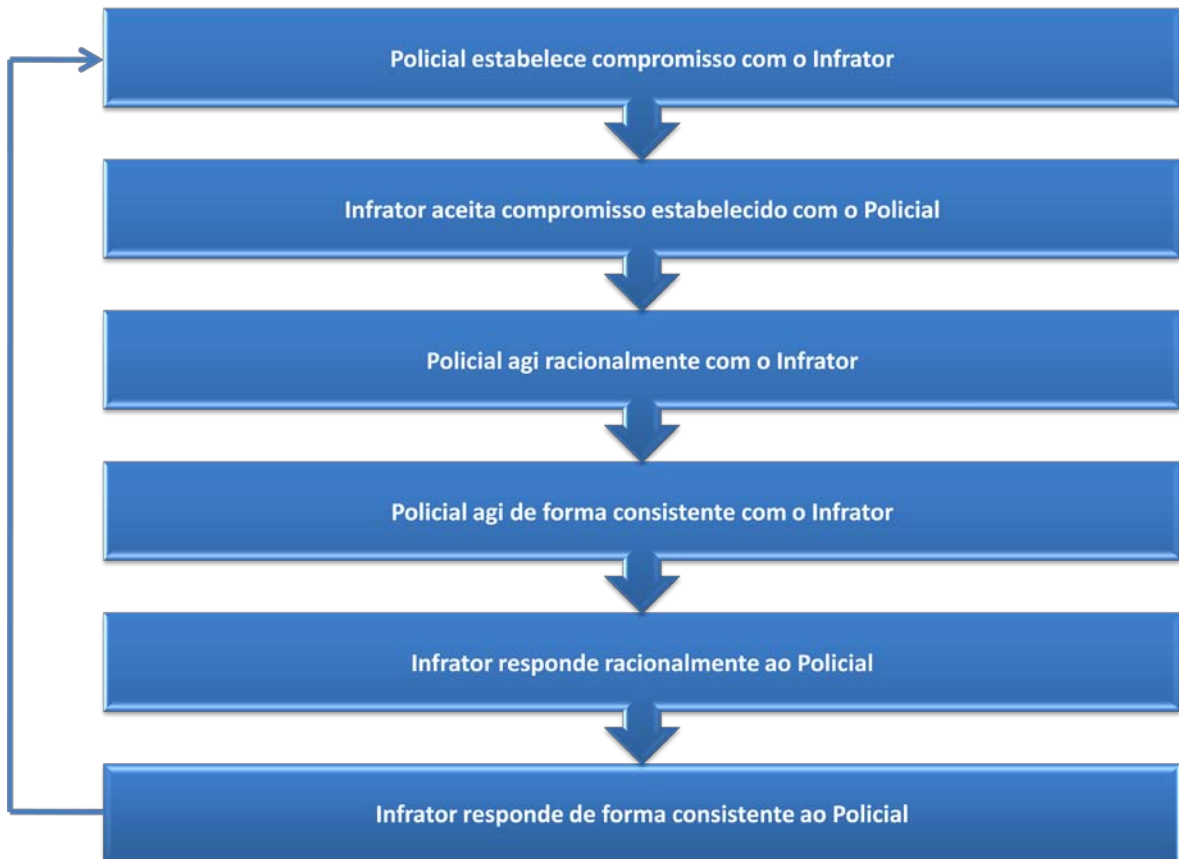 Policial estabelece compromisso com o Infrator
Infrator aceita compromisso estabelecido com o Policial
Policial agi racionalmente com o Infrator
Policial agi de forma consistente com o Infrator
Infrator responde racionalmente ao Policial
Infrator responde de forma consistente ao Policial